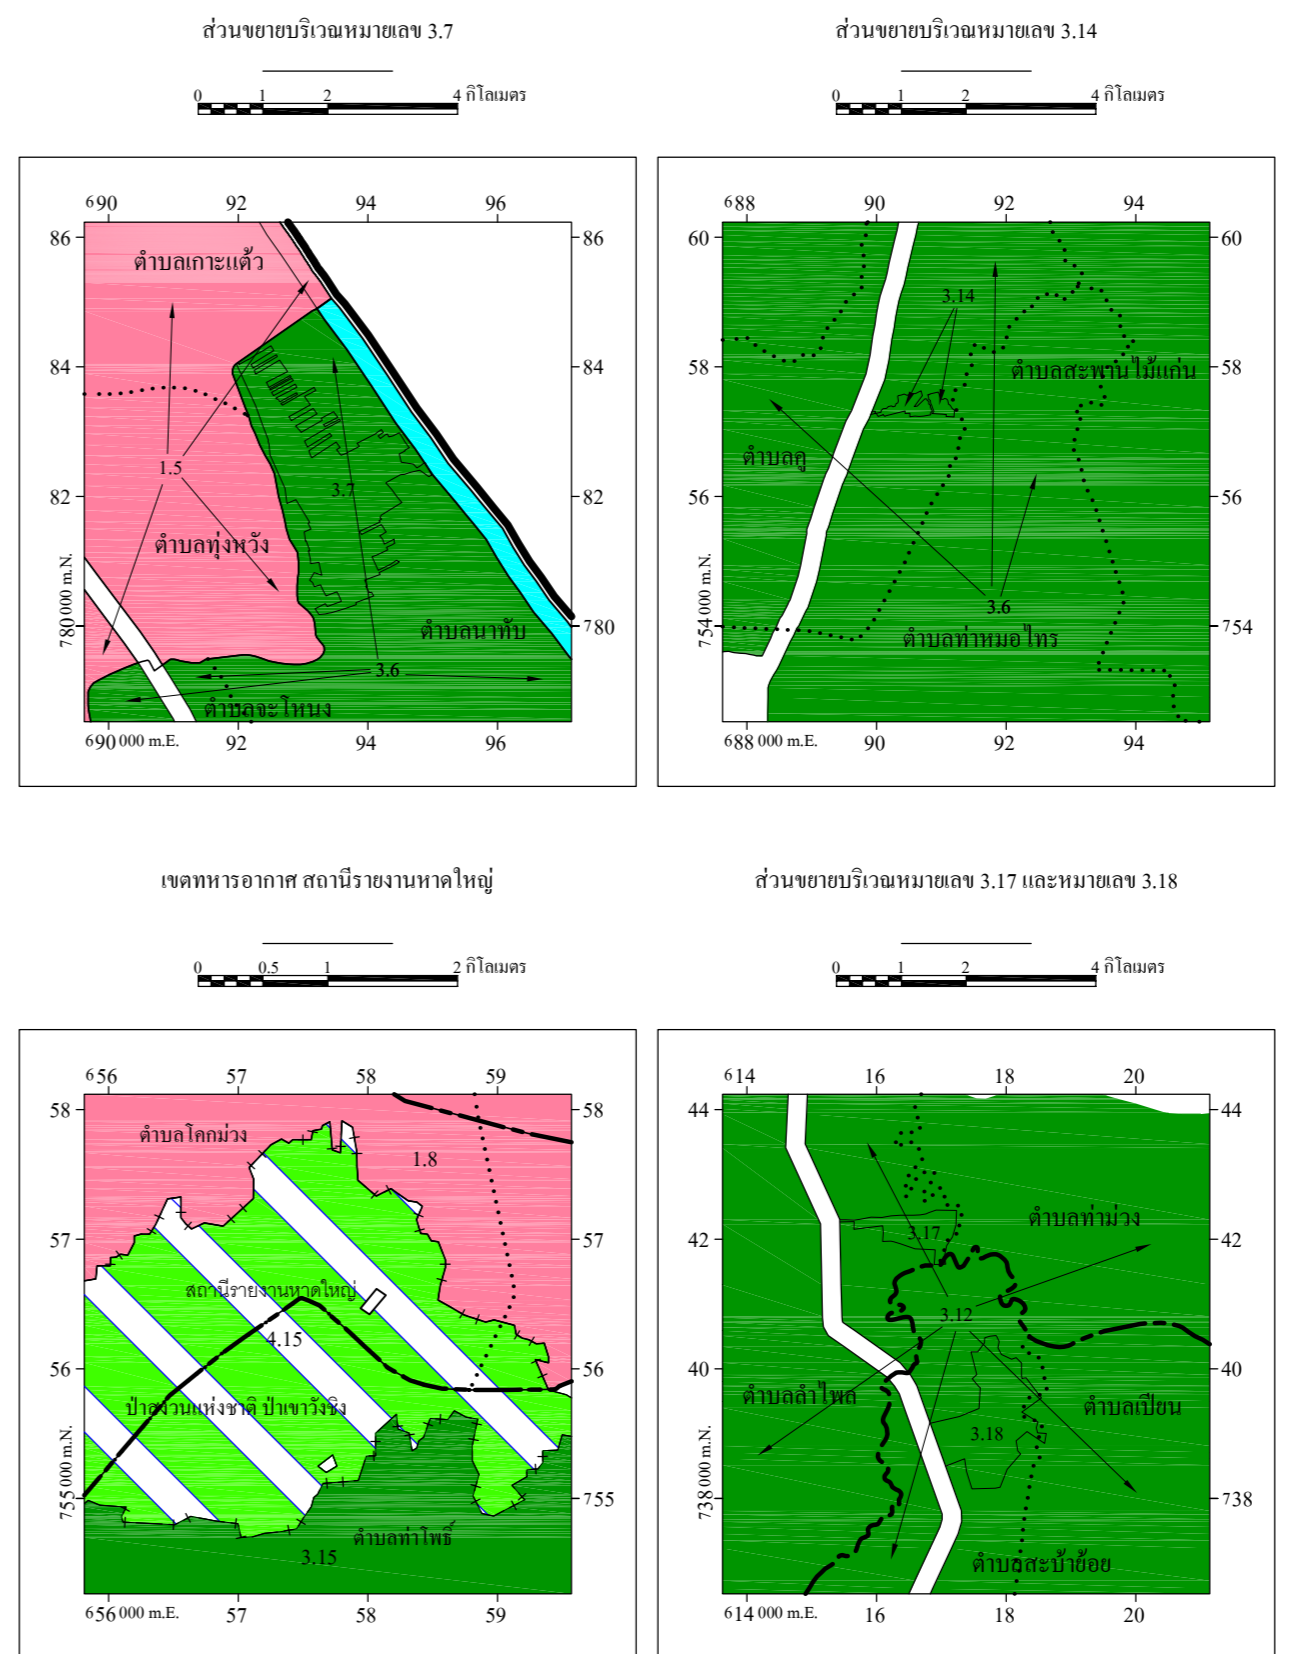 ส่วนขยายบริเวณหมายเลข 3.7
0 1 2 4 กิโลเมตร
690 92 94 96
86 86
ตำบลเกาะแต้ว
84 84
1.5
3.7
82 82
ตำบลทุ่งหวัง
780 000 m.N. 780
ตำบลนาทับ
3.6
ตำบลจะโหนง
690 000 m.E. 92 94 96
ส่วนขยายบริเวณหมายเลข 3.14
0 1 2 4 กิโลเมตร
688 90 92 94
60 60
3.14
58 58
ตำบลสะพานไม้แก่น
ตำบลคู
56 56
3.6
754 000 m.N. 754
ตำบลท่าหมอไทร
688 000 m.E. 90 92 94
เขตทหารอากาศ สถานีรายงานหาดใหญ่
0 0.5 1 2 กิโลเมตร
656 57 58 59
58 58
ตำบลโคกม่วง
1.8
57 57
สถานีรายงานหาดใหญ่
4.15
56 56
ป่าสงวนแห่งชาติ ป่าเขาวังชิง
755 000 m.N. 755
ตำบลท่าโพธิ์
3.15
656 000 m.E. 57 58 59
ส่วนขยายบริเวณหมายเลข 3.17 และหมายเลข 3.18
0 1 2 4 กิโลเมตร
614 16 18 20
44 44
ตำบลท่าม่วง
3.17
42 42
3.12
40 40
ตำบลลำไพล
ตำบลเปียน
3.18
738 000 m.N. 738
ตำบลสะบ้าย้อย
614 000 m.E. 16 18 20